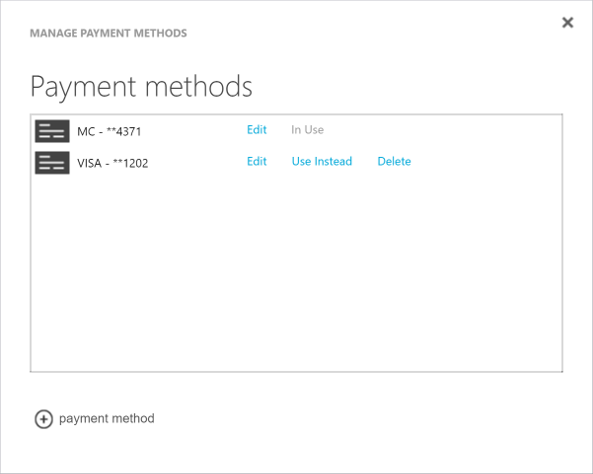 MANAGE PAYMENT METHODS
Payment methods
MC - **4371 Edit In Use
VISA - **1202 Edit Use Instead Delete
payment method